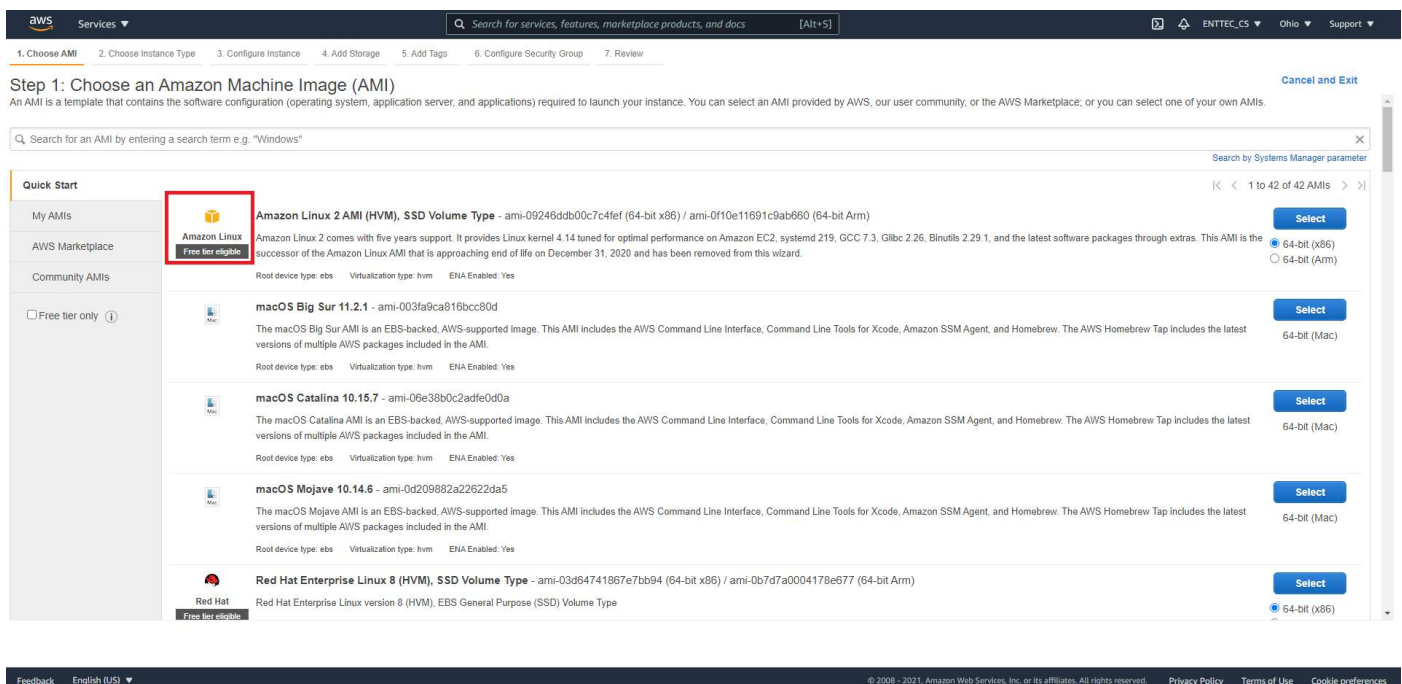 aws Services ▼ Search for services, features, marketplace products, and docs [Alt+S] ENTTEC_CS ▼ Ohio ▼ Support ▼
1. Choose AMI 2. Choose Instance Type 3. Configure Instance 4. Add Storage 5. Add Tags 6. Configure Security Group 7. Review
Step 1: Choose an Amazon Machine Image (AMI)
Cancel and Exit
An AMI is a template that contains the software configuration (operating system, application server, and applications) required to launch your instance. You can select an AMI provided by AWS, our user community, or the AWS Marketplace; or you can select one of your own AMIs.
Search for an AMI by entering a search term e.g. "Windows"
Search by Systems Manager parameter
Quick Start
1 to 42 of 42 AMIs
My AMIs
AWS Marketplace
Community AMIs
Free tier only
Amazon Linux
Free tier eligible
Amazon Linux 2 AMI (HVM), SSD Volume Type - ami-09246ddb00c7c4fef (64-bit x86) / ami-0f10e11691c9ab660 (64-bit Arm)
Amazon Linux 2 comes with five years support. It provides Linux kernel 4.14 tuned for optimal performance on Amazon EC2, systemd 219, GCC 7.3, Glibc 2.26, Binutils 2.29.1, and the latest software packages through extras. This AMI is the
successor of the Amazon Linux AMI that is approaching end of life on December 31, 2020 and has been removed from this wizard.
Root device type: ebs Virtualization type: hvm ENA Enabled: Yes
Select
64-bit (x86)
64-bit (Arm)
Mac
macOS Big Sur 11.2.1 - ami-003fa9ca816bcc80d
The macOS Big Sur AMI is an EBS-backed, AWS-supported image. This AMI includes the AWS Command Line Interface, Command Line Tools for Xcode, Amazon SSM Agent, and Homebrew. The AWS Homebrew Tap includes the latest
versions of multiple AWS packages included in the AMI.
Root device type: ebs Virtualization type: hvm ENA Enabled: Yes
Select
64-bit (Mac)
Mac
macOS Catalina 10.15.7 - ami-06e38b0c2adfe0d0a
The macOS Catalina AMI is an EBS-backed, AWS-supported image. This AMI includes the AWS Command Line Interface, Command Line Tools for Xcode, Amazon SSM Agent, and Homebrew. The AWS Homebrew Tap includes the latest
versions of multiple AWS packages included in the AMI.
Root device type: ebs Virtualization type: hvm ENA Enabled: Yes
Select
64-bit (Mac)
Mac
macOS Mojave 10.14.6 - ami-0d209882a22622da5
The macOS Mojave AMI is an EBS-backed, AWS-supported image. This AMI includes the AWS Command Line Interface, Command Line Tools for Xcode, Amazon SSM Agent, and Homebrew. The AWS Homebrew Tap includes the latest
versions of multiple AWS packages included in the AMI.
Root device type: ebs Virtualization type: hvm ENA Enabled: Yes
Select
64-bit (Mac)
Red Hat
Free tier eligible
Red Hat Enterprise Linux 8 (HVM), SSD Volume Type - ami-03d64741867e7bb94 (64-bit x86) / ami-0b7d7a0004178e677 (64-bit Arm)
Red Hat Enterprise Linux version 8 (HVM), EBS General Purpose (SSD) Volume Type
Select
64-bit (x86)
Feedback English (US) ▼ © 2008 - 2021, Amazon Web Services, Inc. or its affiliates. All rights reserved. Privacy Policy Terms of Use Cookie preferences